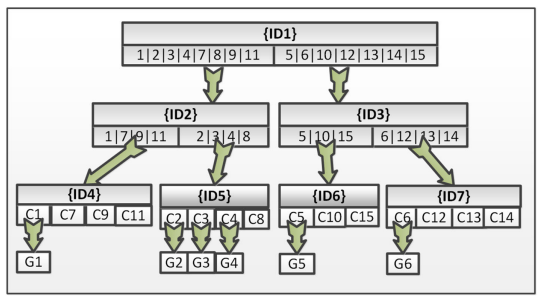 {ID1}
1|2|3|4|7|8|9|11 5|6|10|12|13|14|15
{ID2} {ID3}
1|7|9|11 2|3|4|8 5|10|15 6|12|13|14
{ID4} {ID5} {ID6} {ID7}
C1 C7 C9 C11 C2 C3 C4 C8 C5 C10 C15 C6 C12 C13 C14
G1 G2 G3 G4 G5 G6